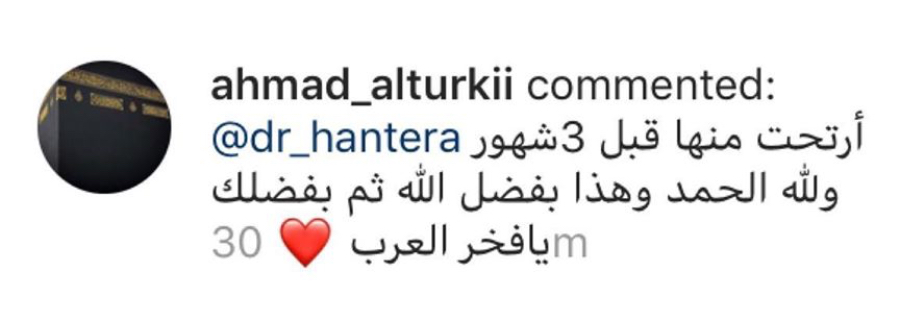 ahmad_alturkii commented:
@dr_hantera أرتحت منها قبل 3شهور
ولله الحمد وهذا بفضل الله ثم بفضلك
يافخر العرب ❤️ 30m